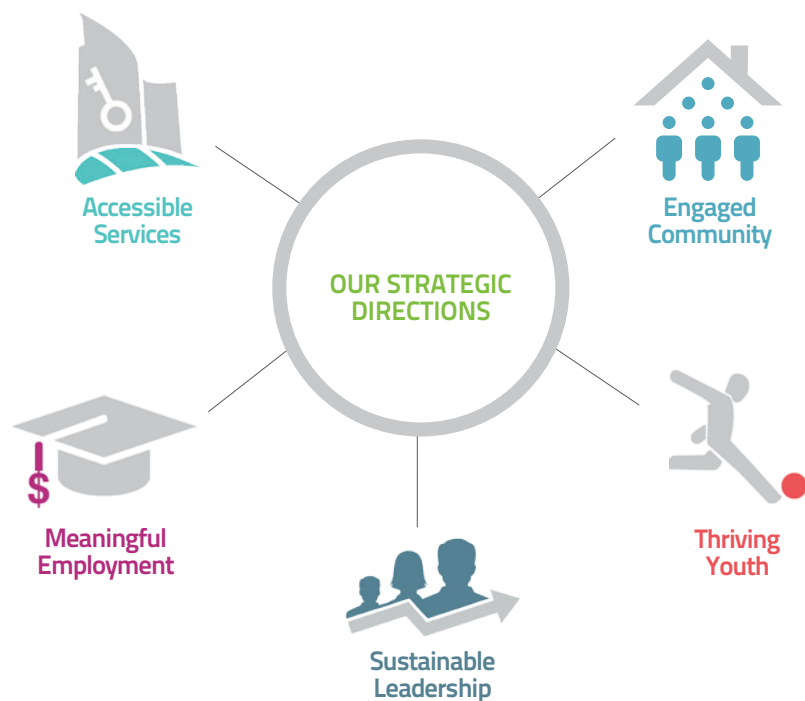 Accessible
Services
Engaged
Community
OUR STRATEGIC
DIRECTIONS
$
Meaningful
Employment
Thriving
Youth
Sustainable
Leadership